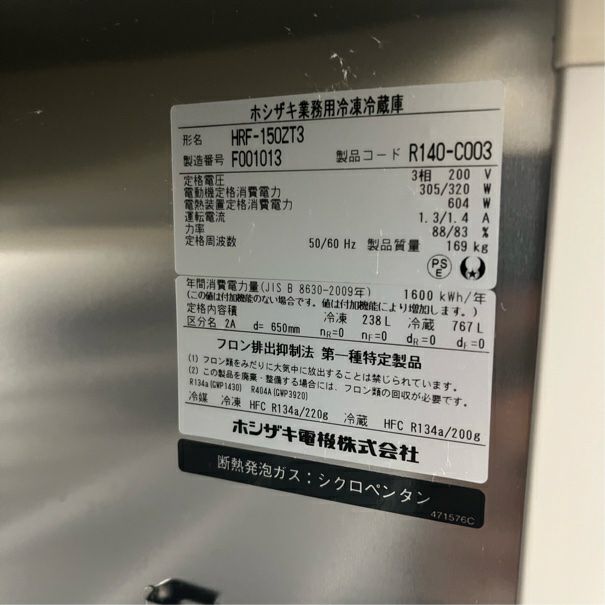 ホシザキ業務用冷凍冷蔵庫
形名 HRF-150ZT3
製造番号 F001013 製品コード R140-C003
定格電圧 3相 200 V
電動機定格消費電力 305/320 W
電熱装置定格消費電力 604 W
運転電流 1.3/1.4 A
力率 88/83 %
定格周波数 50/60 Hz 製品質量 169 kg
PS E
年間消費電力量(JIS B 8630-2009年) 1600 kWh/年
(この値は付加機能のない場合です。値は付加機能により増加します。)
定格内容積 冷凍 238 L 冷蔵 767 L
区分名 2A d= 650mm nR=0 nF=0 dR=0 dF=0
フロン排出抑制法 第一種特定製品
(1) フロン類をみだりに大気中に放出することは禁じられています。
(2) この製品を廃棄・整備する場合には、フロン類の回収が必要です。
R134a(GWP1430) R404A(GWP3920)
冷媒 冷凍 HFC R134a/220g 冷蔵 HFC R134a/200g
ホシザキ電機株式会社
断熱発泡ガス：シクロペンタン
471576C